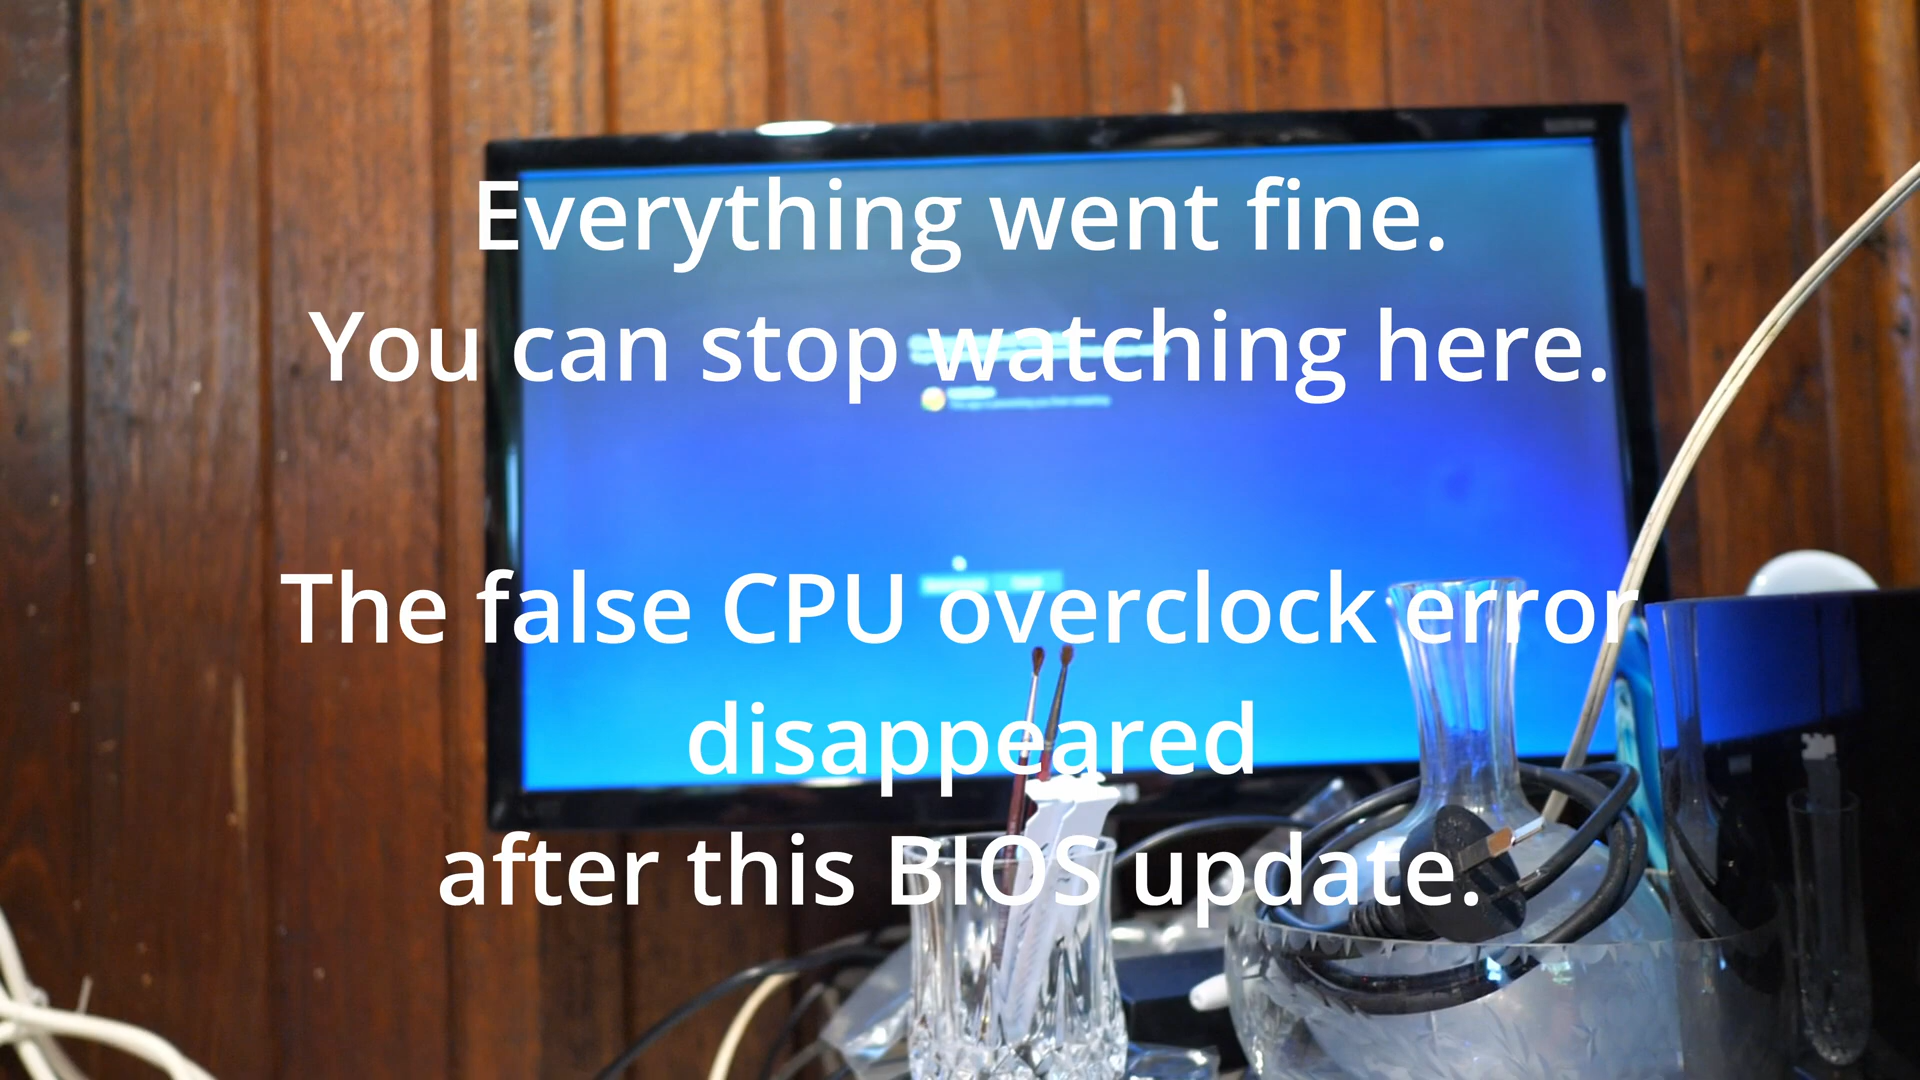 Everything went fine.
You can stop watching here.
The false CPU overclock error
disappeared
after this BIOS update.